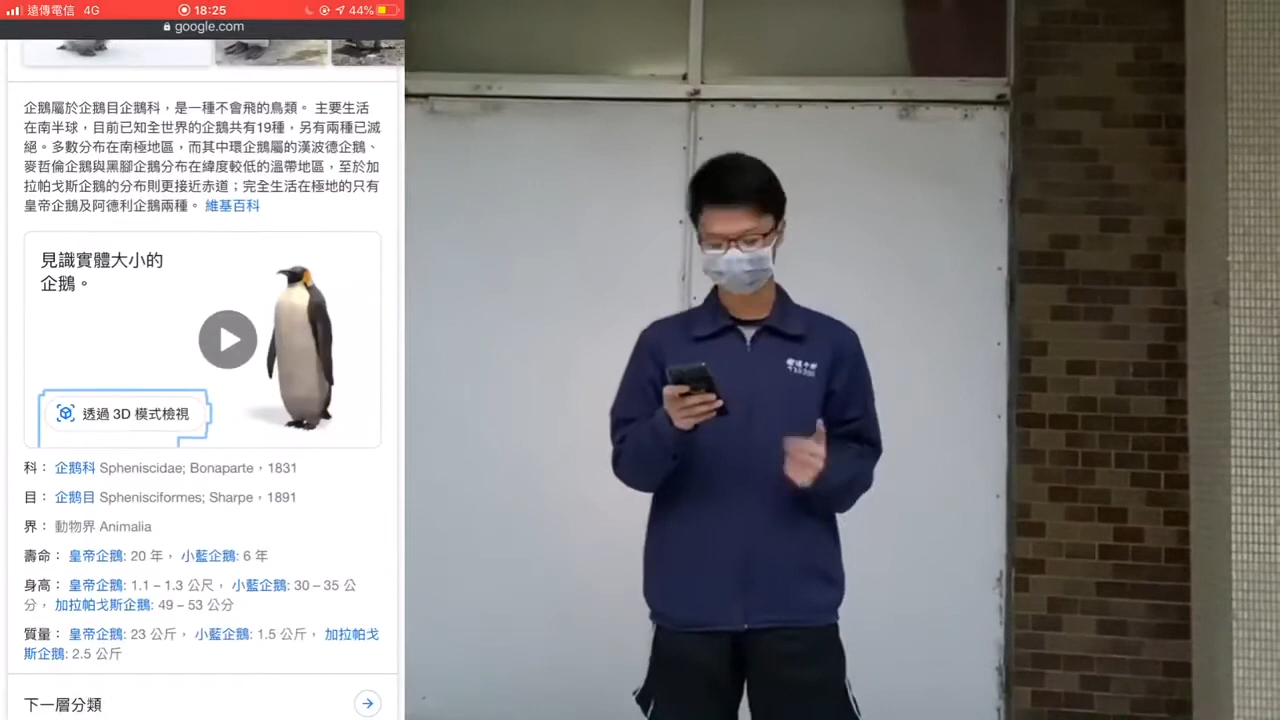 遠傳電信 4G 18:25 44%
google.com
企鵝屬於企鵝目企鵝科，是一種不會飛的鳥類。 主要生活
在南半球，目前已知全世界的企鵝共有19種，另有兩種已滅
絕。多數分布在南極地區，而其中環企鵝屬的漢波德企鵝、
麥哲倫企鵝與黑腳企鵝分布在緯度較低的溫帶地區，至於加
拉帕戈斯企鵝的分布則更接近赤道；完全生活在極地的只有
皇帝企鵝及阿德利企鵝兩種。 維基百科
見識實體大小的
企鵝。
透過 3D 模式檢視
科： 企鵝科 Spheniscidae; Bonaparte，1831
目： 企鵝目 Sphenisciformes; Sharpe，1891
界： 動物界 Animalia
壽命： 皇帝企鵝: 20 年， 小藍企鵝: 6 年
身高： 皇帝企鵝: 1.1 – 1.3 公尺， 小藍企鵝: 30 – 35 公
分， 加拉帕戈斯企鵝: 49 – 53 公分
質量： 皇帝企鵝: 23 公斤， 小藍企鵝: 1.5 公斤， 加拉帕戈
斯企鵝: 2.5 公斤
下一層分類